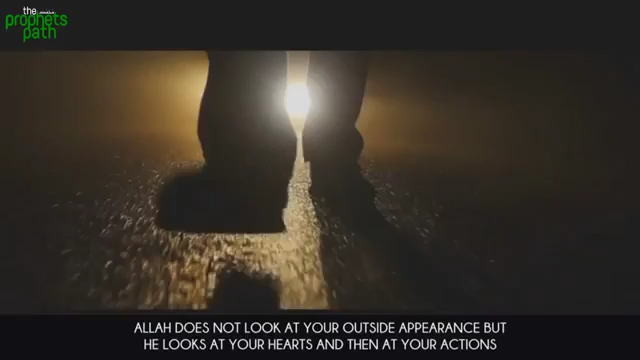 the
prophets
path
ALLAH DOES NOT LOOK AT YOUR OUTSIDE APPEARANCE BUT
HE LOOKS AT YOUR HEARTS AND THEN AT YOUR ACTIONS